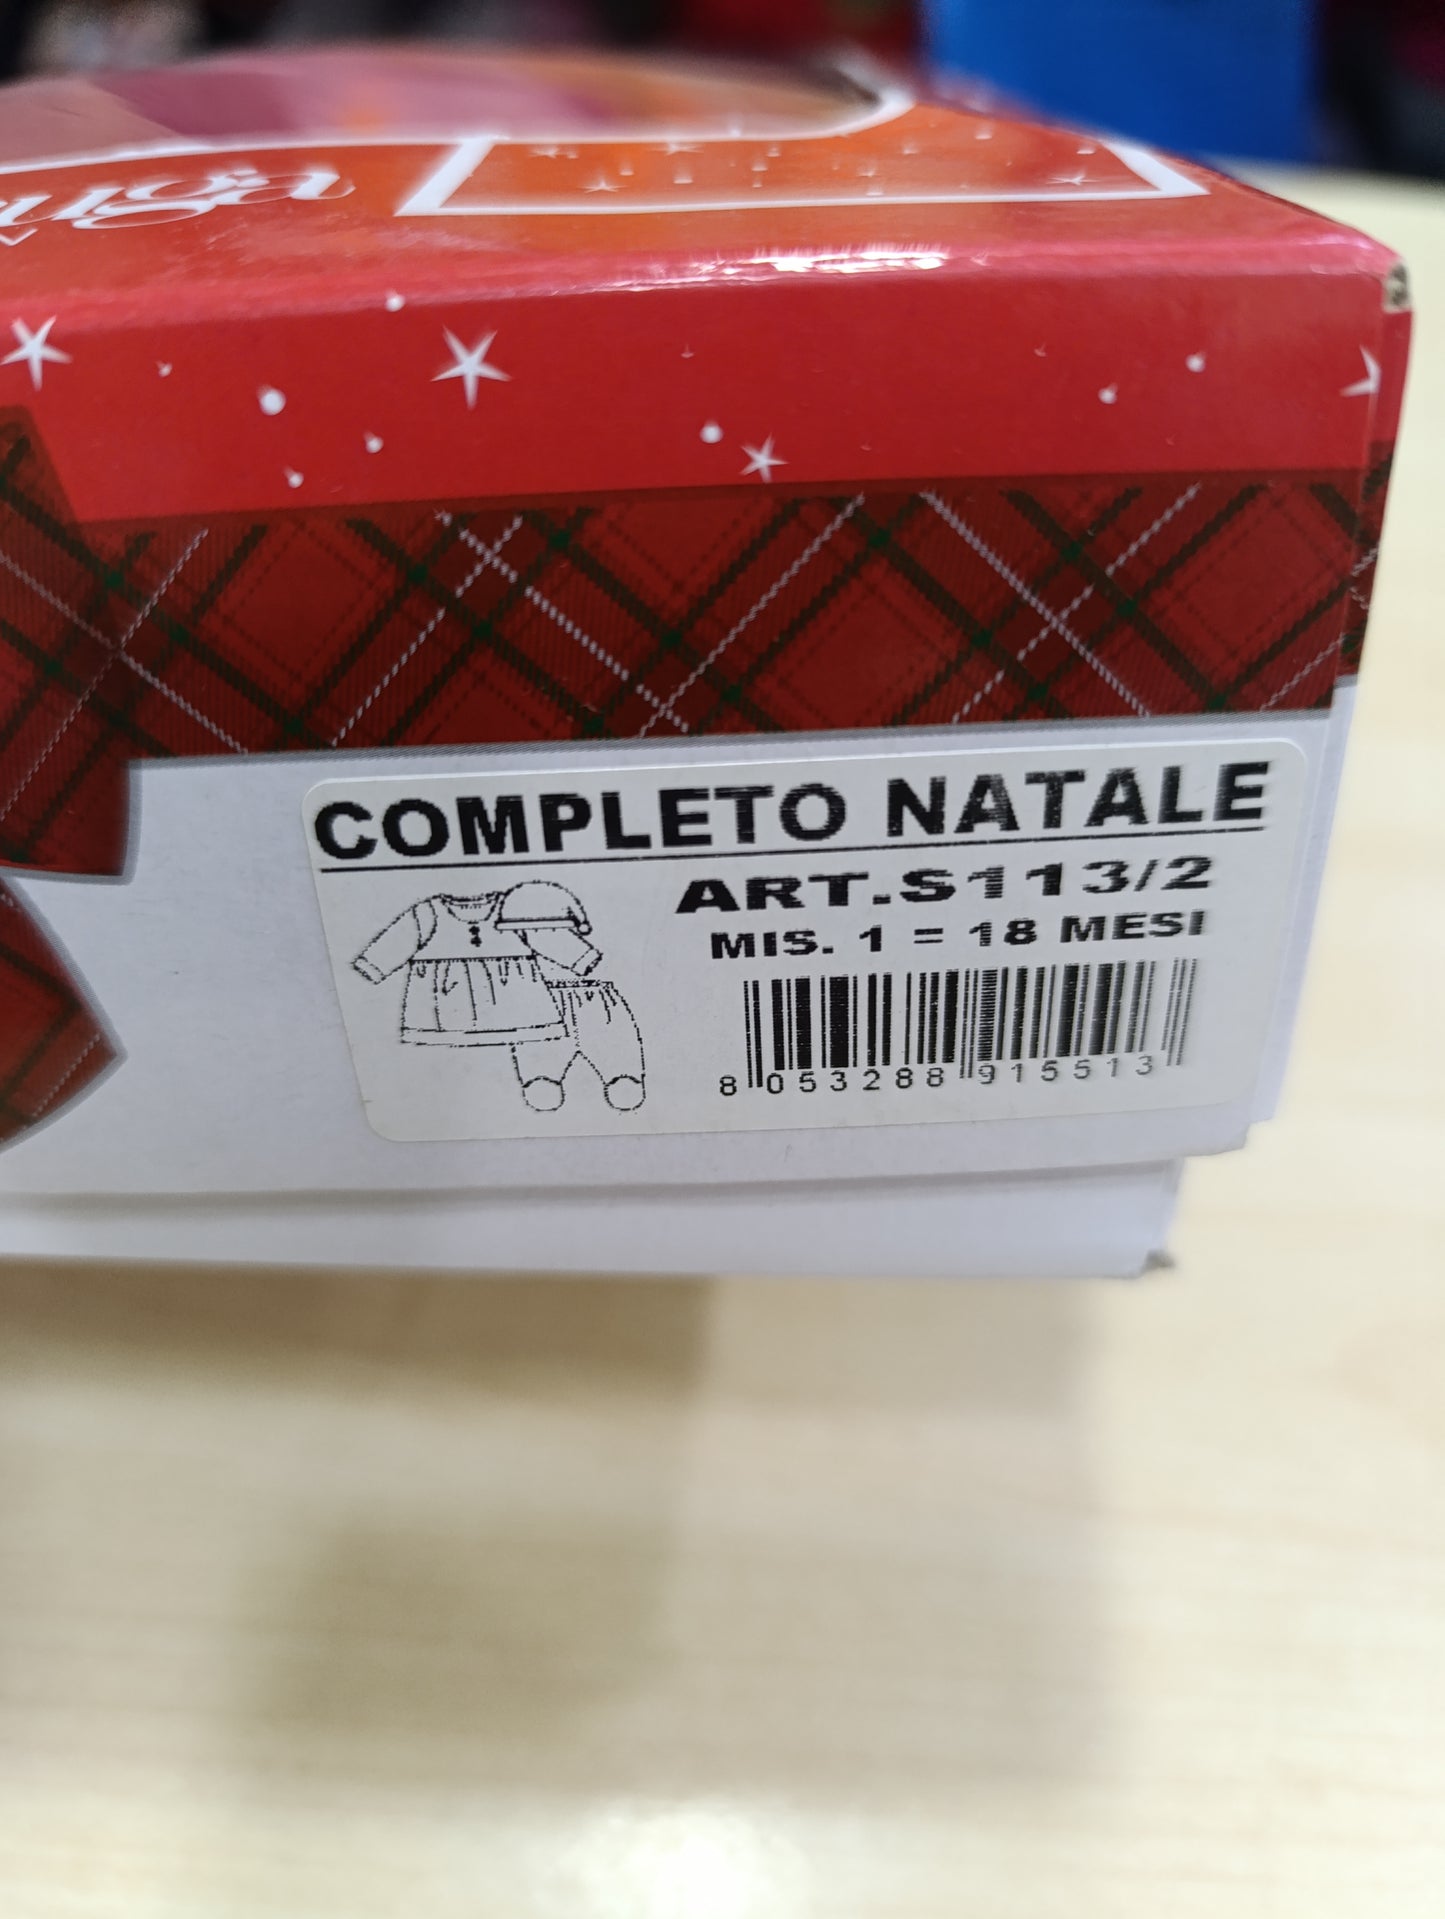 COMPLETO NATALE
ART.S113/2
MIS. 1 = 18 MESI
8 053288 915513